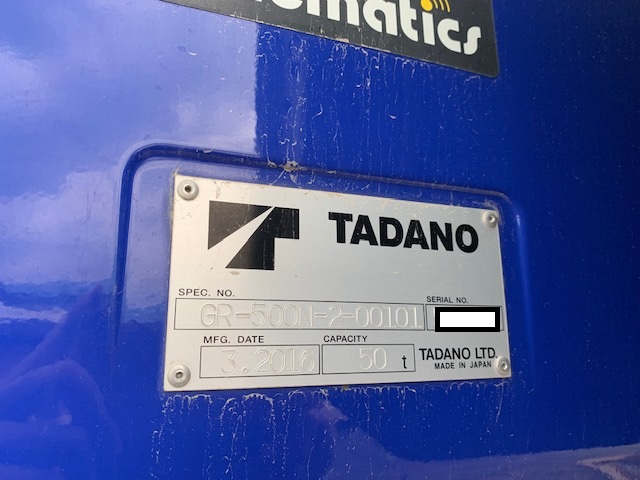 TADANO
SPEC. NO.
GR-500N-2-00101
SERIAL NO.
MFG. DATE
3.2016
CAPACITY
50 t
TADANO LTD.
MADE IN JAPAN